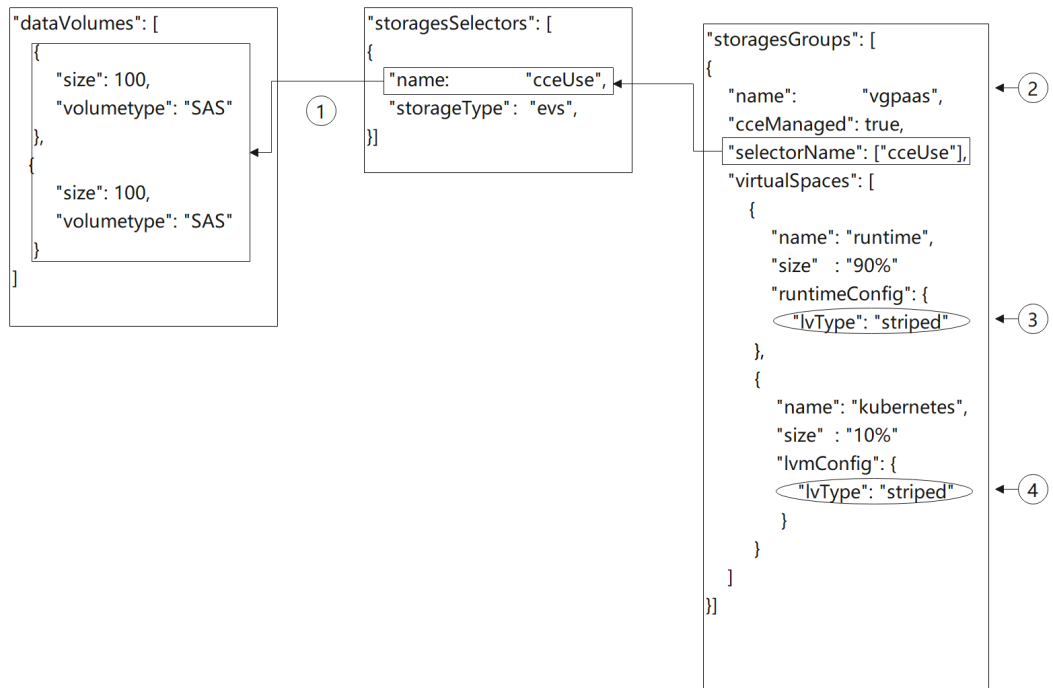 "dataVolumes": [
{
"size": 100,
"volumetype": "SAS"
},
{
"size": 100,
"volumetype": "SAS"
}
]
1
"storagesSelectors": [
{
"name: "cceUse",
"storageType": "evs",
}]
"storagesGroups": [
{
"name": "vgpaas",
2
"cceManaged": true,
"selectorName": ["cceUse"],
"virtualSpaces": [
{
"name": "runtime",
"size" : "90%"
"runtimeConfig": {
"lvType": "striped"
3
},
{
"name": "kubernetes",
"size" : "10%"
"lvmConfig": {
"lvType": "striped"
4
}
}
]
}]